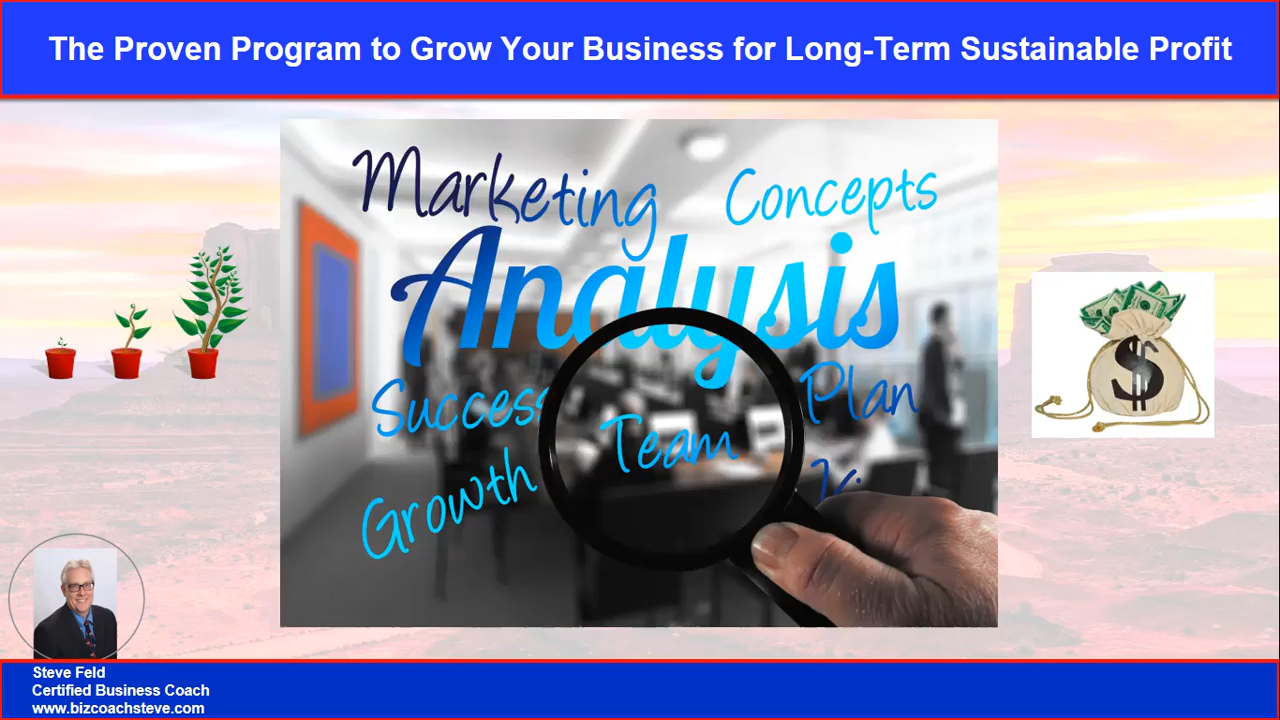 The Proven Program to Grow Your Business for Long-Term Sustainable Profit
Marketing Concepts
Analysis
Success Plan
Team
Growth
$
Steve Feld
Certified Business Coach
www.bizcoachsteve.com